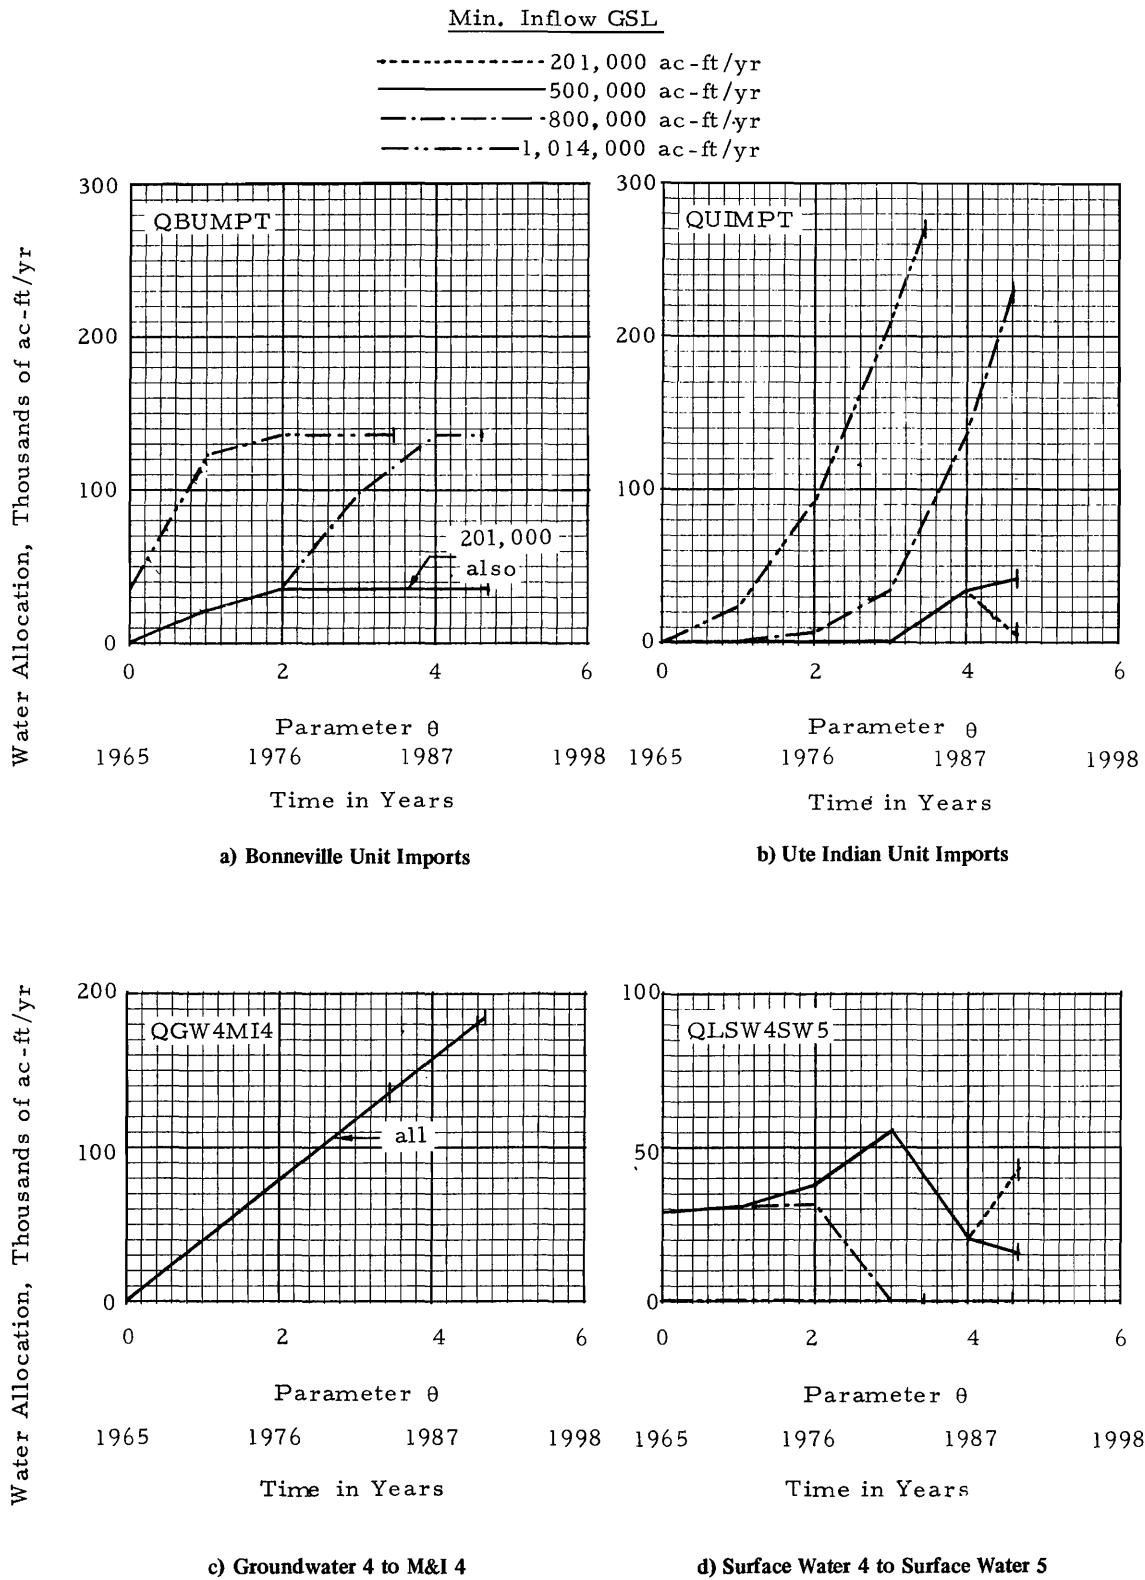 Min. Inflow GSL
201,000 ac-ft/yr
500,000 ac-ft/yr
800,000 ac-ft/yr
1,014,000 ac-ft/yr
Water Allocation, Thousands of ac-ft/yr
300
200
100
0
QBUMPT
201,000
also
0 2 4 6
Parameter θ
1965 1976 1987 1998
Time in Years
a) Bonneville Unit Imports
300
200
100
0
QUIMPT
0 2 4 6
Parameter θ
1965 1976 1987 1998
Time in Years
b) Ute Indian Unit Imports
Water Allocation, Thousands of ac-ft/yr
200
100
0
QGW4MI4
all
0 2 4 6
Parameter θ
1965 1976 1987 1998
Time in Years
c) Groundwater 4 to M&I 4
100
50
0
QLSW4SW5
0 2 4 6
Parameter θ
1965 1976 1987 1998
Time in Years
d) Surface Water 4 to Surface Water 5